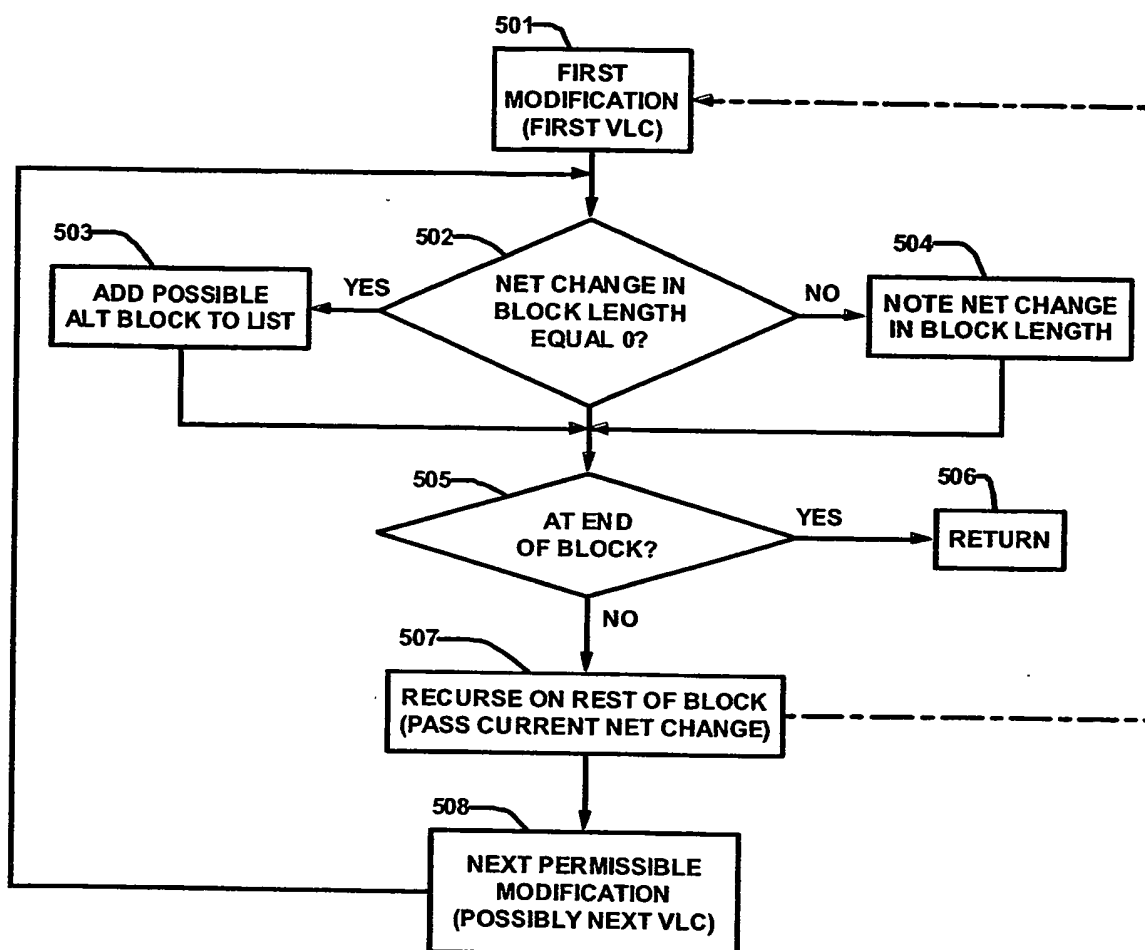 501
FIRST
MODIFICATION
(FIRST VLC)
502
NET CHANGE IN
BLOCK LENGTH
EQUAL 0?
YES
NO
503
ADD POSSIBLE
ALT BLOCK TO LIST
504
NOTE NET CHANGE
IN BLOCK LENGTH
505
AT END
OF BLOCK?
YES
NO
506
RETURN
507
RECURSE ON REST OF BLOCK
(PASS CURRENT NET CHANGE)
508
NEXT PERMISSIBLE
MODIFICATION
(POSSIBLY NEXT VLC)